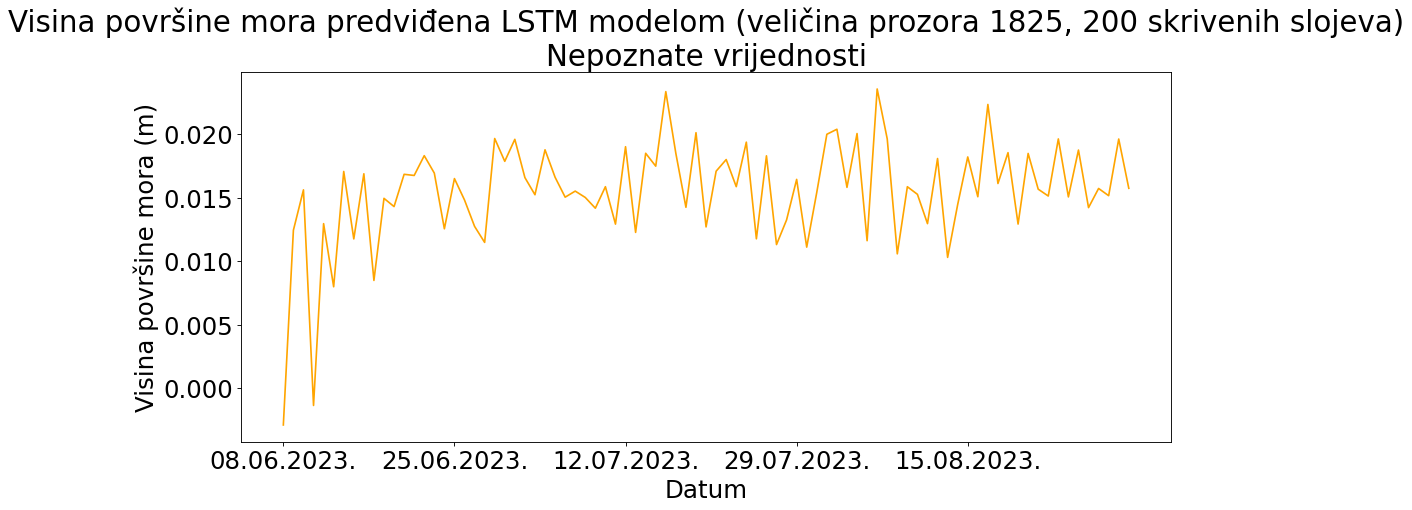 Visina površine mora predviđena LSTM modelom (veličina prozora 1825, 200 skrivenih slojeva)
Nepoznate vrijednosti
Visina površine mora (m)
0.020
0.015
0.010
0.005
0.000
08.06.2023. 25.06.2023. 12.07.2023. 29.07.2023. 15.08.2023.
Datum